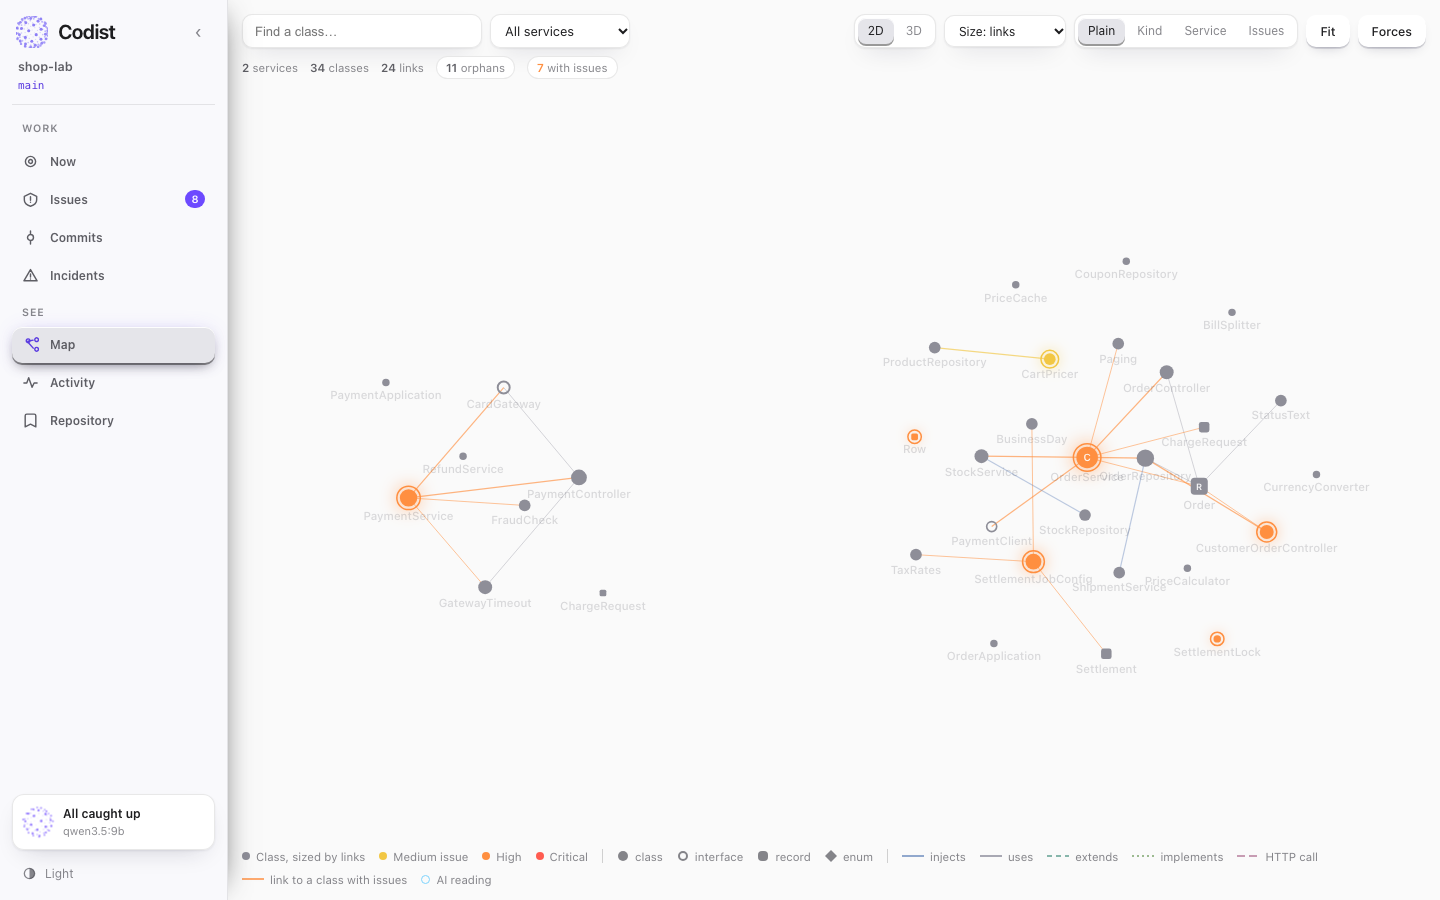 Codist
shop-lab
main
WORK
Now
Issues 8
Commits
Incidents
SEE
Map
Activity
Repository
All caught up
qwen3.5:9b
Light
Find a class...
All services
2D 3D
Size: links
Plain Kind Service Issues
Fit
Forces
2 services 34 classes 24 links 11 orphans 7 with issues
CouponRepository
PriceCache
BillSplitter
ProductRepository
Paging
CartPricer
PaymentApplication
CardGateway
OrderController
StatusText
BusinessDay
ChargeRequest
Row
C
RefundService
StockService
OrderService
OrderRepository
PaymentController
R
CurrencyConverter
Order
PaymentService
FraudCheck
StockRepository
PaymentClient
CustomerOrderController
TaxRates
SettlementJobConfig
PriceCalculator
ShipmentService
GatewayTimeout
ChargeRequest
OrderApplication
SettlementLock
Settlement
Class, sized by links Medium issue High Critical class interface record enum injects uses extends implements HTTP call
link to a class with issues AI reading